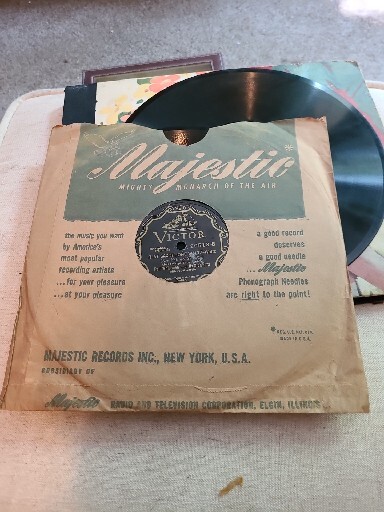 Majestic
MIGHTY MONARCH OF THE AIR
the music you want
by America's
most popular
recording artists
...for your pleasure
...at your pleasure
VICTOR
a good record
deserves
a good needle
... Majestic
Phonograph Needles
are right to the point!
MAJESTIC RECORDS INC., NEW YORK, U.S.A.
SUBSIDIARY OF
Majestic RADIO AND TELEVISION CORPORATION, ELGIN, ILLINOIS